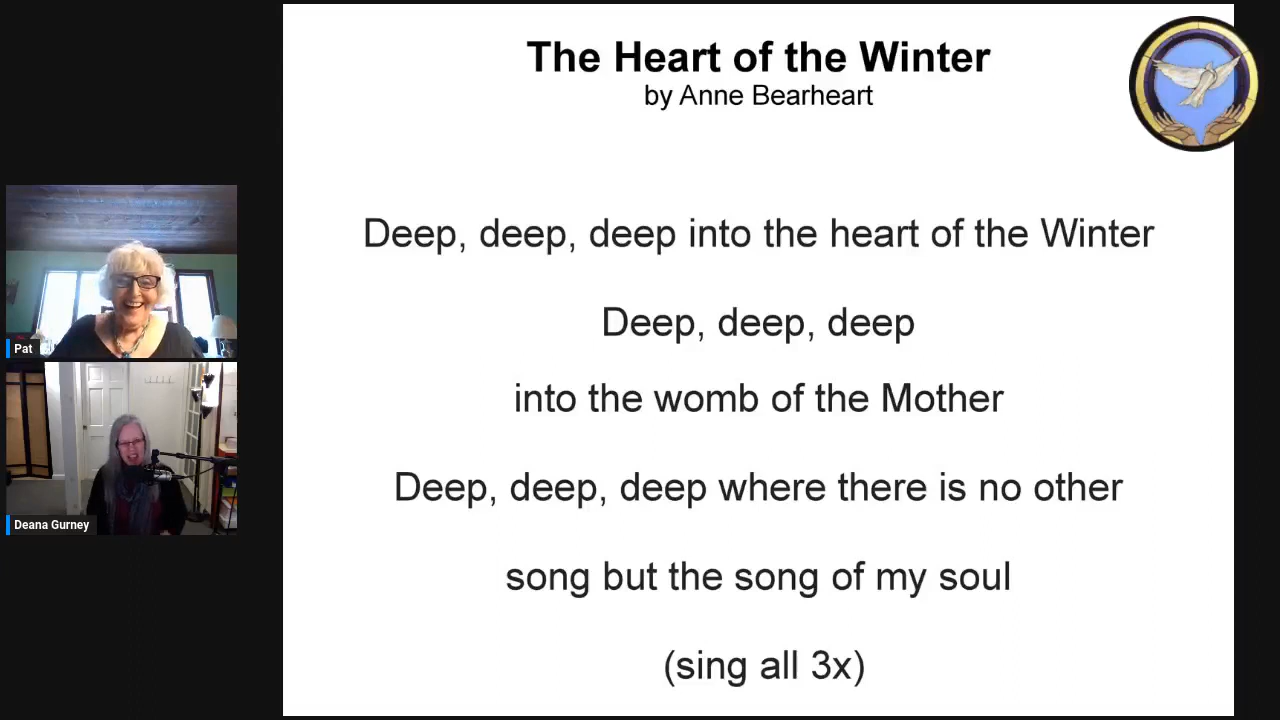 The Heart of the Winter
by Anne Bearheart
Deep, deep, deep into the heart of the Winter
Deep, deep, deep
into the womb of the Mother
Deep, deep, deep where there is no other
song but the song of my soul
(sing all 3x)
Pat
Deana Gurney